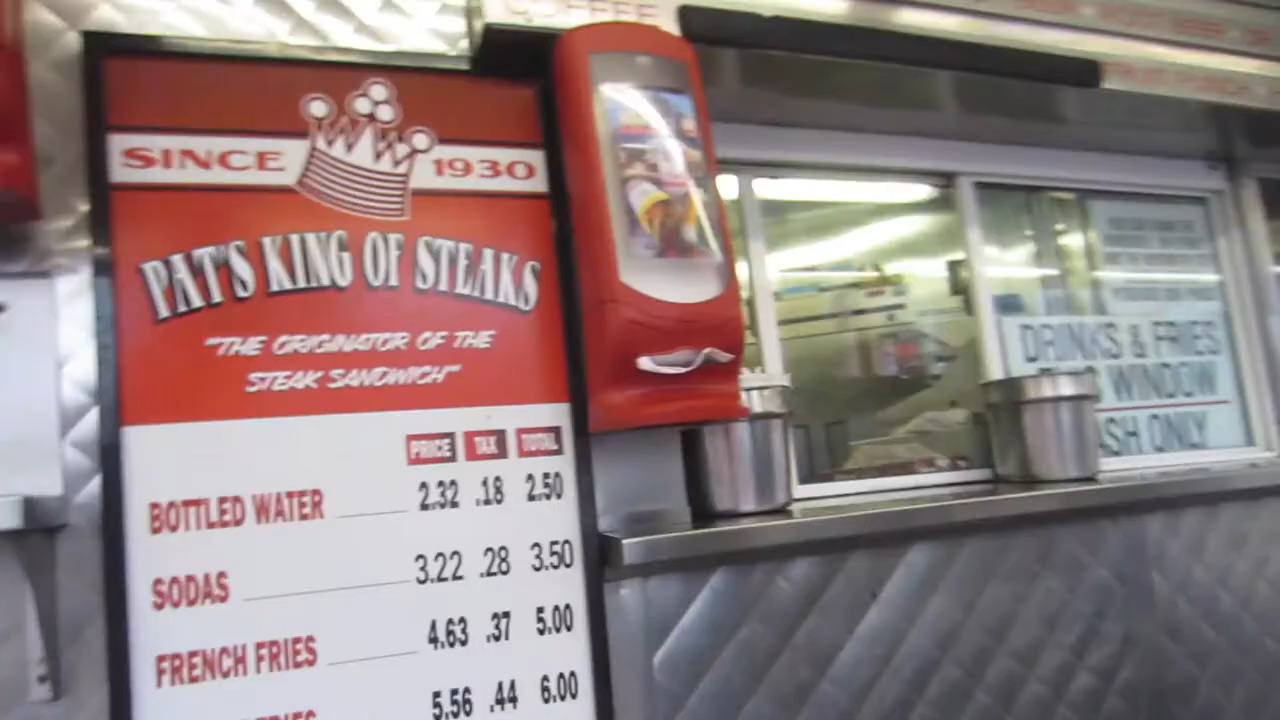 COFFEE
SINCE 1930
PAT'S KING OF STEAKS
"THE ORIGINATOR OF THE
STEAK SANDWICH"
PRICE TAX TOTAL
BOTTLED WATER 2.32 .18 2.50
SODAS 3.22 .28 3.50
FRENCH FRIES 4.63 .37 5.00
FRIES 5.56 .44 6.00
DRINKS & FRIES
WINDOW
ASH ONLY